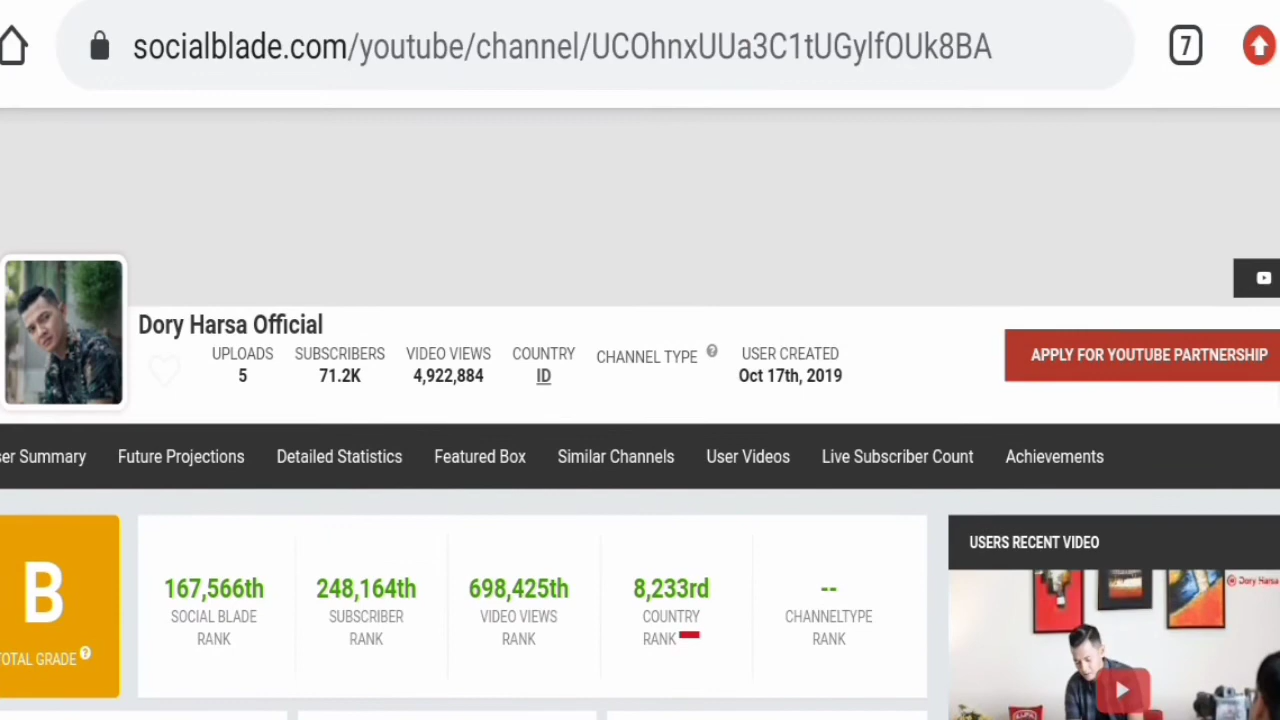 socialblade.com/youtube/channel/UCOhnxUUa3C1tUGylfOUk8BA
7
Dory Harsa Official
UPLOADS SUBSCRIBERS VIDEO VIEWS COUNTRY CHANNEL TYPE ? USER CREATED
5 71.2K 4,922,884 ID Oct 17th, 2019
APPLY FOR YOUTUBE PARTNERSHIP
ser Summary Future Projections Detailed Statistics Featured Box Similar Channels User Videos Live Subscriber Count Achievements
B
TOTAL GRADE ?
167,566th 248,164th 698,425th 8,233rd --
SOCIAL BLADE SUBSCRIBER VIDEO VIEWS COUNTRY CHANNELTYPE
RANK RANK RANK RANK RANK
USERS RECENT VIDEO
Dory Harsa